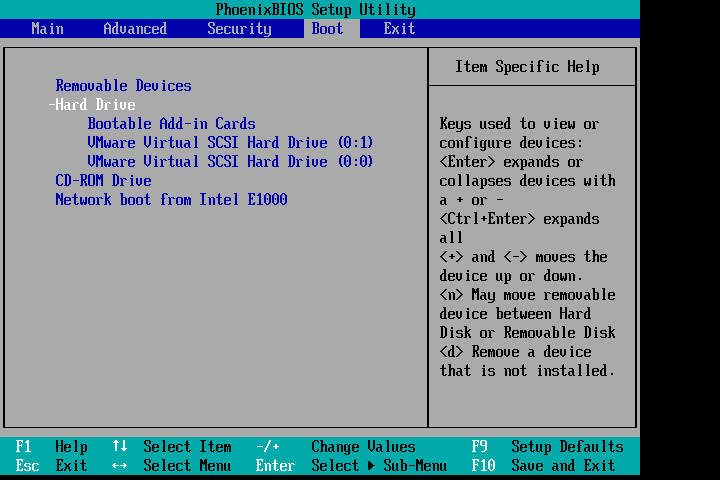 PhoenixBIOS Setup Utility
Main Advanced Security Boot Exit
Removable Devices
-Hard Drive
Bootable Add-in Cards
VMware Virtual SCSI Hard Drive (0:1)
VMware Virtual SCSI Hard Drive (0:0)
CD-ROM Drive
Network boot from Intel E1000
Item Specific Help
Keys used to view or
configure devices:
<Enter> expands or
collapses devices with
a + or -
<Ctrl+Enter> expands
all
<+> and <-> moves the
device up or down.
<n> May move removable
device between Hard
Disk or Removable Disk
<d> Remove a device
that is not installed.
F1 Help ↑↓ Select Item -/+ Change Values F9 Setup Defaults
Esc Exit ↔ Select Menu Enter Select ▶ Sub-Menu F10 Save and Exit